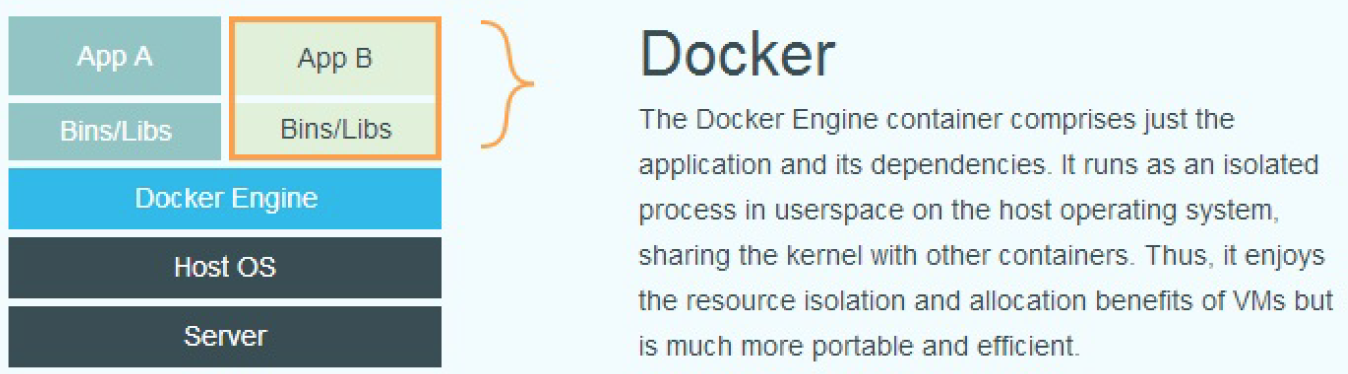 App A
App B
Bins/Libs
Bins/Libs
Docker Engine
Host OS
Server
Docker
The Docker Engine container comprises just the
application and its dependencies. It runs as an isolated
process in userspace on the host operating system,
sharing the kernel with other containers. Thus, it enjoys
the resource isolation and allocation benefits of VMs but
is much more portable and efficient.